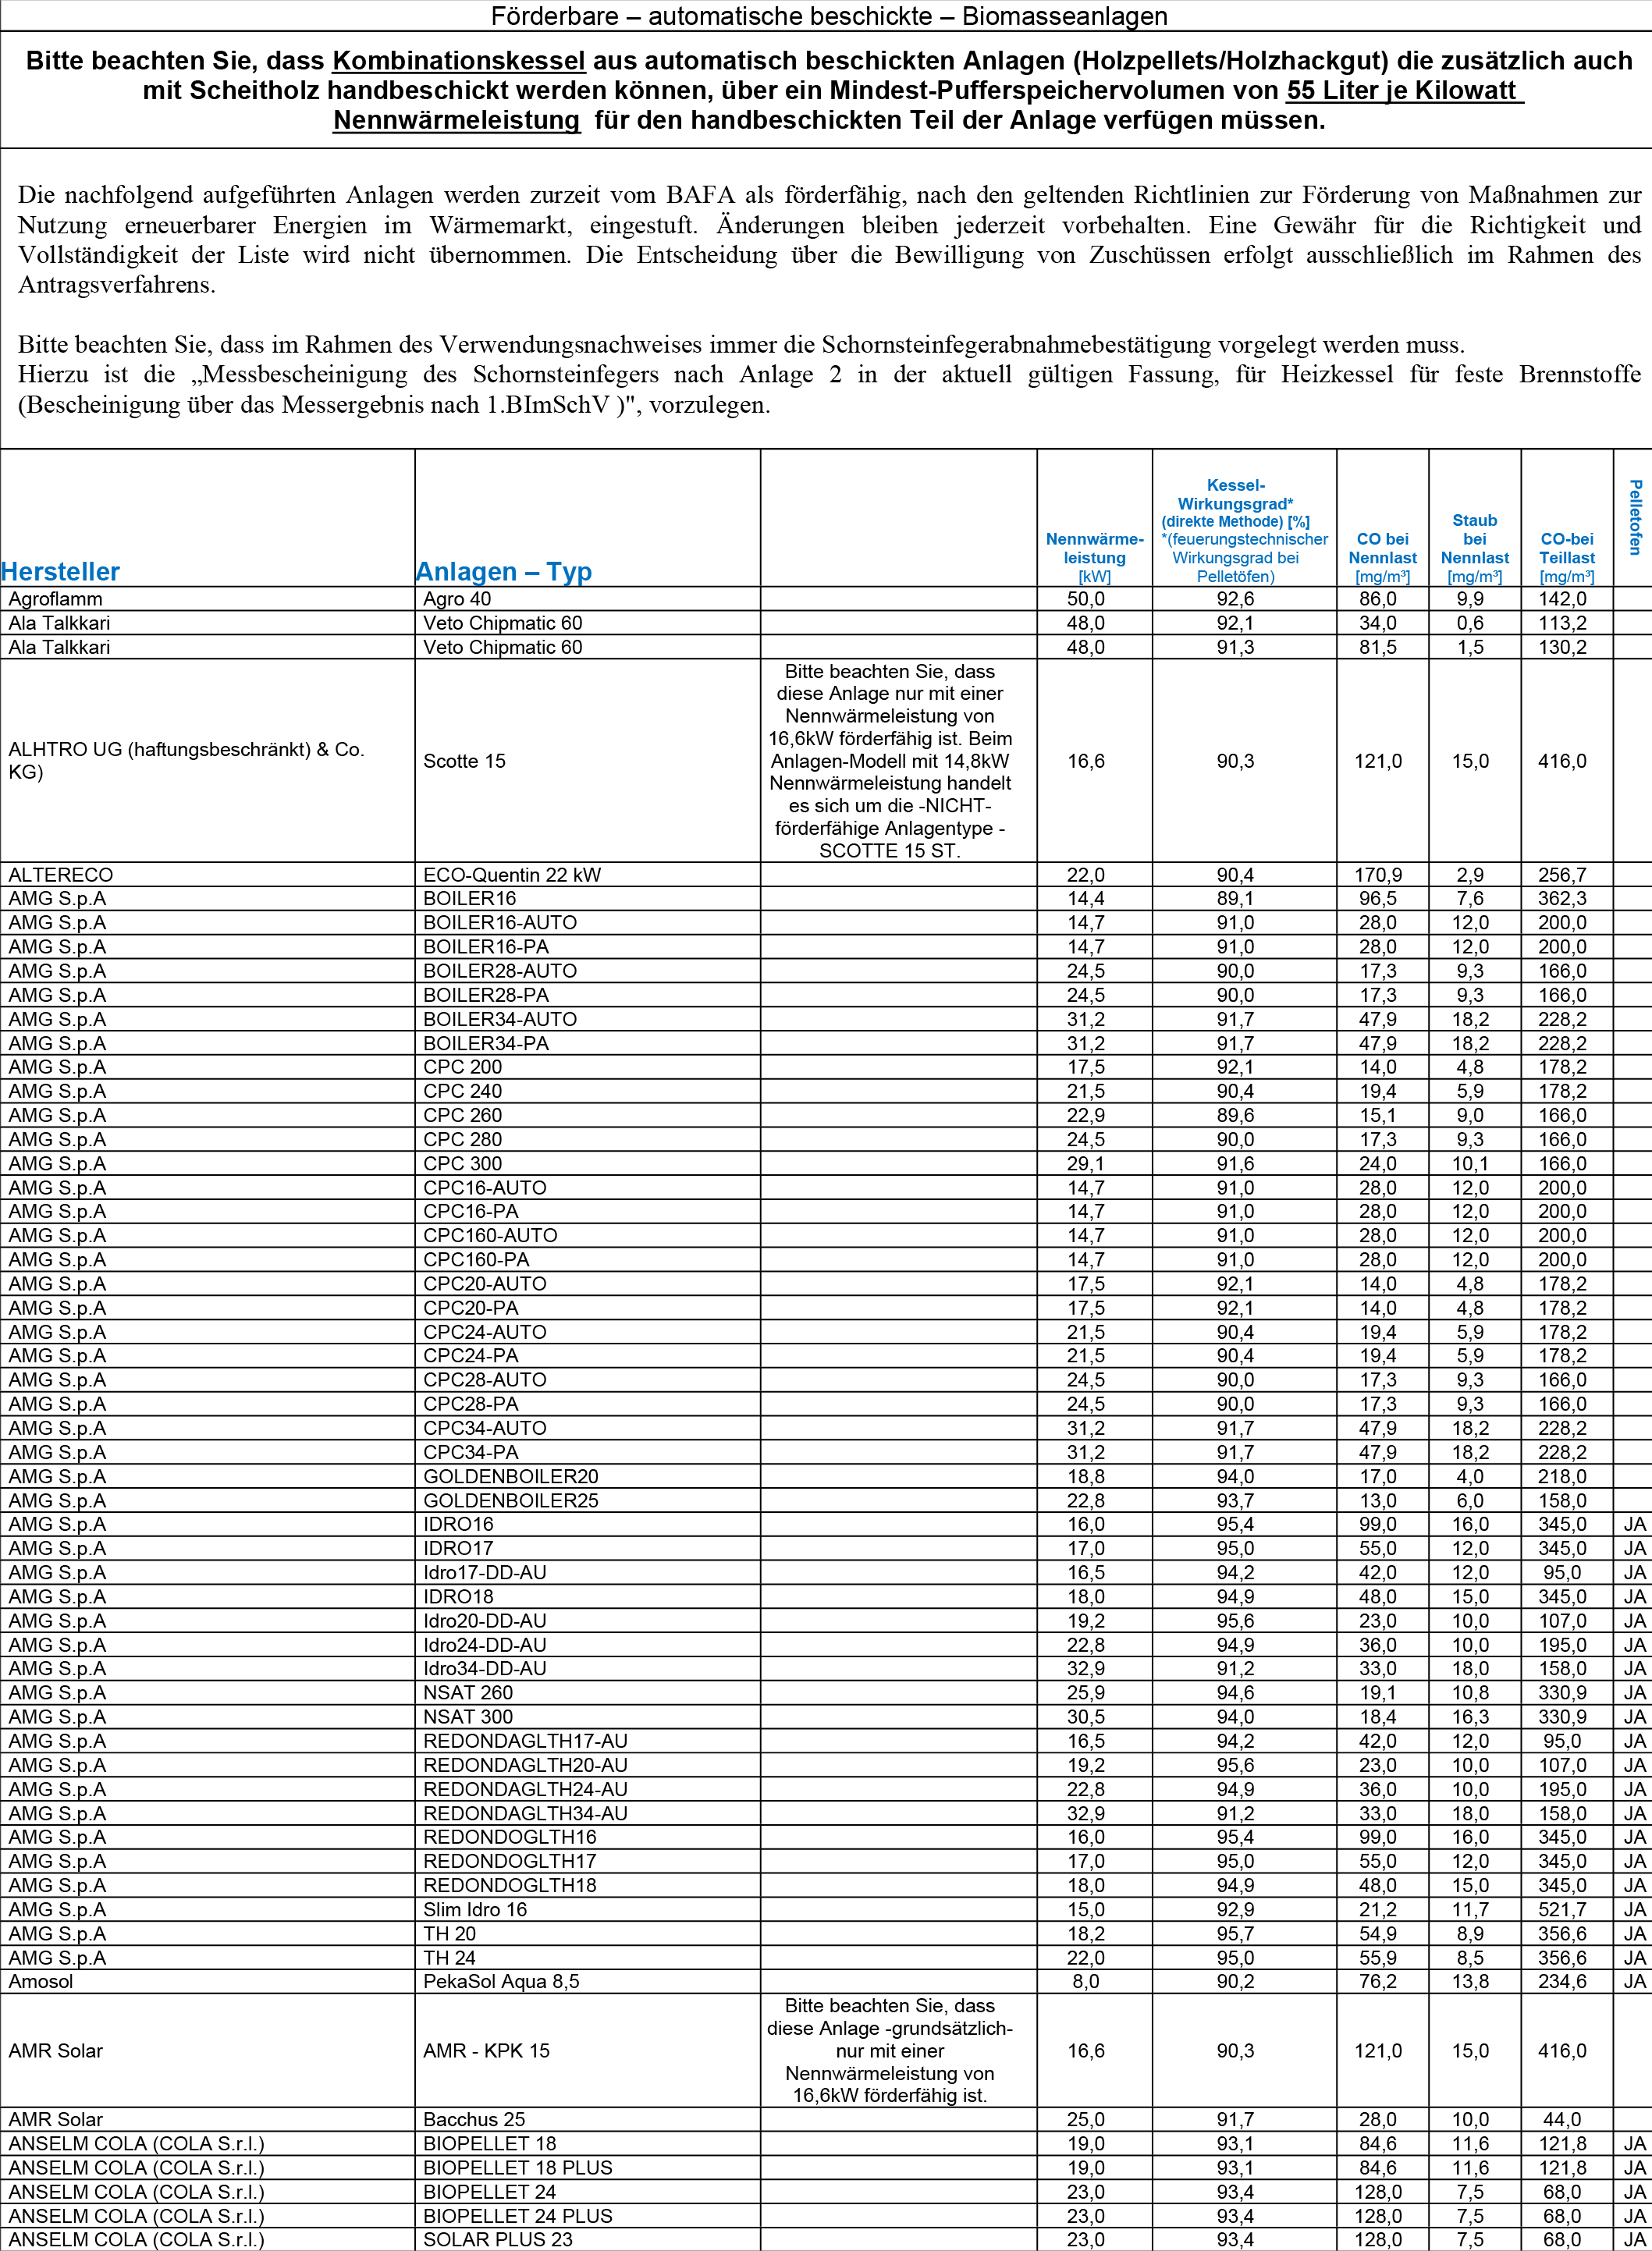 Förderbare – automatische beschickte – Biomasseanlagen
Bitte beachten Sie, dass Kombinationskessel aus automatisch beschickten Anlagen (Holzpellets/Holzhackgut) die zusätzlich auch
mit Scheitholz handbeschickt werden können, über ein Mindest-Pufferspeichervolumen von 55 Liter je Kilowatt
Nennwärmeleistung für den handbeschickten Teil der Anlage verfügen müssen.
Die nachfolgend aufgeführten Anlagen werden zurzeit vom BAFA als förderfähig, nach den geltenden Richtlinien zur Förderung von Maßnahmen zur
Nutzung erneuerbarer Energien im Wärmemarkt, eingestuft. Änderungen bleiben jederzeit vorbehalten. Eine Gewähr für die Richtigkeit und
Vollständigkeit der Liste wird nicht übernommen. Die Entscheidung über die Bewilligung von Zuschüssen erfolgt ausschließlich im Rahmen des
Antragsverfahrens.
Bitte beachten Sie, dass im Rahmen des Verwendungsnachweises immer die Schornsteinfegerabnahmebestätigung vorgelegt werden muss.
Hierzu ist die „Messbescheinigung des Schornsteinfegers nach Anlage 2 in der aktuell gültigen Fassung, für Heizkessel für feste Brennstoffe
(Bescheinigung über das Messergebnis nach 1.BImSchV )", vorzulegen.
Hersteller
Anlagen – Typ
Nennwärme-
leistung
[kW]
Kessel-
Wirkungsgrad*
(direkte Methode) [%]
*(feuerungstechnischer
Wirkungsgrad bei
Pelletöfen)
CO bei
Nennlast
[mg/m³]
Staub
bei
Nennlast
[mg/m³]
CO-bei
Teillast
[mg/m³]
Pelletofen
Agroflamm Agro 40 50,0 92,6 86,0 9,9 142,0
Ala Talkkari Veto Chipmatic 60 48,0 92,1 34,0 0,6 113,2
Ala Talkkari Veto Chipmatic 60 48,0 91,3 81,5 1,5 130,2
ALHTRO UG (haftungsbeschränkt) & Co.
KG)
Scotte 15
Bitte beachten Sie, dass
diese Anlage nur mit einer
Nennwärmeleistung von
16,6kW förderfähig ist. Beim
Anlagen-Modell mit 14,8kW
Nennwärmeleistung handelt
es sich um die -NICHT-
förderfähige Anlagentype -
SCOTTE 15 ST.
16,6 90,3 121,0 15,0 416,0
ALTERECO ECO-Quentin 22 kW 22,0 90,4 170,9 2,9 256,7
AMG S.p.A BOILER16 14,4 89,1 96,5 7,6 362,3
AMG S.p.A BOILER16-AUTO 14,7 91,0 28,0 12,0 200,0
AMG S.p.A BOILER16-PA 14,7 91,0 28,0 12,0 200,0
AMG S.p.A BOILER28-AUTO 24,5 90,0 17,3 9,3 166,0
AMG S.p.A BOILER28-PA 24,5 90,0 17,3 9,3 166,0
AMG S.p.A BOILER34-AUTO 31,2 91,7 47,9 18,2 228,2
AMG S.p.A BOILER34-PA 31,2 91,7 47,9 18,2 228,2
AMG S.p.A CPC 200 17,5 92,1 14,0 4,8 178,2
AMG S.p.A CPC 240 21,5 90,4 19,4 5,9 178,2
AMG S.p.A CPC 260 22,9 89,6 15,1 9,0 166,0
AMG S.p.A CPC 280 24,5 90,0 17,3 9,3 166,0
AMG S.p.A CPC 300 29,1 91,6 24,0 10,1 166,0
AMG S.p.A CPC16-AUTO 14,7 91,0 28,0 12,0 200,0
AMG S.p.A CPC16-PA 14,7 91,0 28,0 12,0 200,0
AMG S.p.A CPC160-AUTO 14,7 91,0 28,0 12,0 200,0
AMG S.p.A CPC160-PA 14,7 91,0 28,0 12,0 200,0
AMG S.p.A CPC20-AUTO 17,5 92,1 14,0 4,8 178,2
AMG S.p.A CPC20-PA 17,5 92,1 14,0 4,8 178,2
AMG S.p.A CPC24-AUTO 21,5 90,4 19,4 5,9 178,2
AMG S.p.A CPC24-PA 21,5 90,4 19,4 5,9 178,2
AMG S.p.A CPC28-AUTO 24,5 90,0 17,3 9,3 166,0
AMG S.p.A CPC28-PA 24,5 90,0 17,3 9,3 166,0
AMG S.p.A CPC34-AUTO 31,2 91,7 47,9 18,2 228,2
AMG S.p.A CPC34-PA 31,2 91,7 47,9 18,2 228,2
AMG S.p.A GOLDENBOILER20 18,8 94,0 17,0 4,0 218,0
AMG S.p.A GOLDENBOILER25 22,8 93,7 13,0 6,0 158,0
AMG S.p.A IDRO16 16,0 95,4 99,0 16,0 345,0 JA
AMG S.p.A IDRO17 17,0 95,0 55,0 12,0 345,0 JA
AMG S.p.A Idro17-DD-AU 16,5 94,2 42,0 12,0 95,0 JA
AMG S.p.A IDRO18 18,0 94,9 48,0 15,0 345,0 JA
AMG S.p.A Idro20-DD-AU 19,2 95,6 23,0 10,0 107,0 JA
AMG S.p.A Idro24-DD-AU 22,8 94,9 36,0 10,0 195,0 JA
AMG S.p.A Idro34-DD-AU 32,9 91,2 33,0 18,0 158,0 JA
AMG S.p.A NSAT 260 25,9 94,6 19,1 10,8 330,9 JA
AMG S.p.A NSAT 300 30,5 94,0 18,4 16,3 330,9 JA
AMG S.p.A REDONDAGLTH17-AU 16,5 94,2 42,0 12,0 95,0 JA
AMG S.p.A REDONDAGLTH20-AU 19,2 95,6 23,0 10,0 107,0 JA
AMG S.p.A REDONDAGLTH24-AU 22,8 94,9 36,0 10,0 195,0 JA
AMG S.p.A REDONDAGLTH34-AU 32,9 91,2 33,0 18,0 158,0 JA
AMG S.p.A REDONDOGLTH16 16,0 95,4 99,0 16,0 345,0 JA
AMG S.p.A REDONDOGLTH17 17,0 95,0 55,0 12,0 345,0 JA
AMG S.p.A REDONDOGLTH18 18,0 94,9 48,0 15,0 345,0 JA
AMG S.p.A Slim Idro 16 15,0 92,9 21,2 11,7 521,7 JA
AMG S.p.A TH 20 18,2 95,7 54,9 8,9 356,6 JA
AMG S.p.A TH 24 22,0 95,0 55,9 8,5 356,6 JA
Amosol PekaSol Aqua 8,5 8,0 90,2 76,2 13,8 234,6 JA
AMR Solar
AMR - KPK 15
Bitte beachten Sie, dass
diese Anlage -grundsätzlich-
nur mit einer
Nennwärmeleistung von
16,6kW förderfähig ist.
16,6 90,3 121,0 15,0 416,0
AMR Solar Bacchus 25 25,0 91,7 28,0 10,0 44,0
ANSELM COLA (COLA S.r.l.) BIOPELLET 18 19,0 93,1 84,6 11,6 121,8 JA
ANSELM COLA (COLA S.r.l.) BIOPELLET 18 PLUS 19,0 93,1 84,6 11,6 121,8 JA
ANSELM COLA (COLA S.r.l.) BIOPELLET 24 23,0 93,4 128,0 7,5 68,0 JA
ANSELM COLA (COLA S.r.l.) BIOPELLET 24 PLUS 23,0 93,4 128,0 7,5 68,0 JA
ANSELM COLA (COLA S.r.l.) SOLAR PLUS 23 23,0 93,4 128,0 7,5 68,0 JA